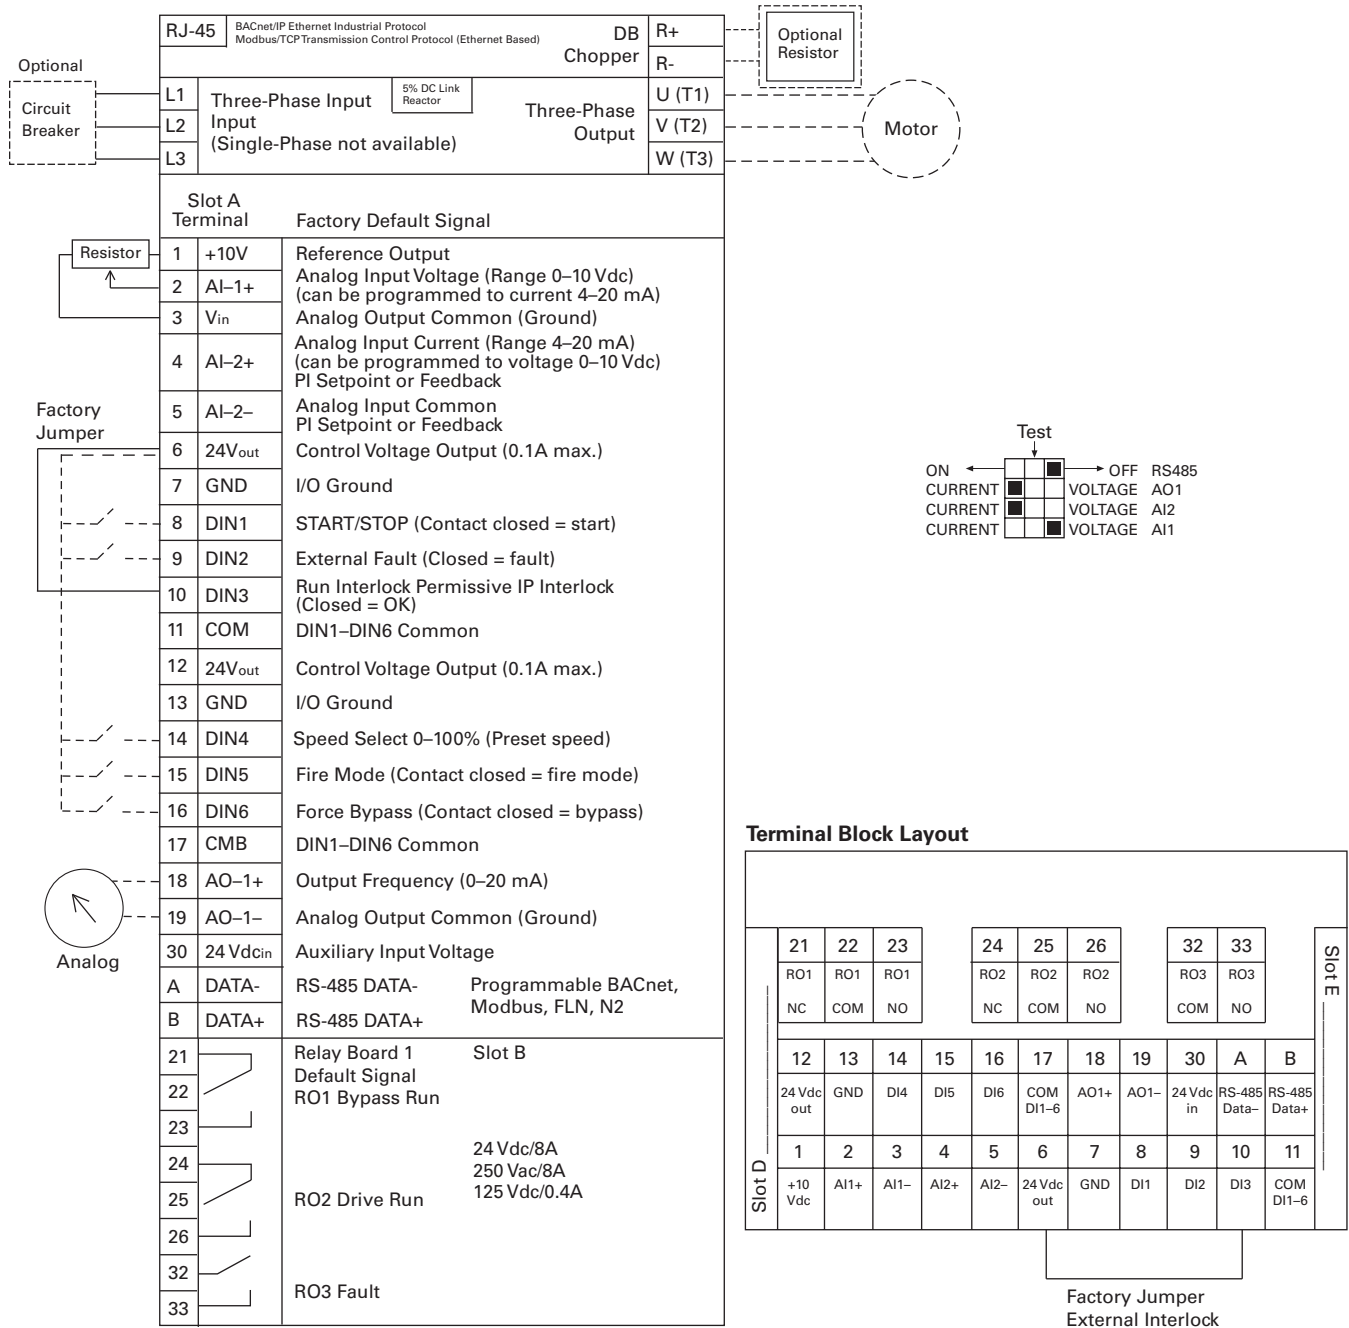 RJ-45 BACnet/IP Ethernet Industrial Protocol
Modbus/TCP Transmission Control Protocol (Ethernet Based)
DB
Chopper
R+
R-
Optional
Resistor
Optional
Circuit
Breaker
L1
L2
L3
Three-Phase Input
Input
(Single-Phase not available)
5% DC Link
Reactor
Three-Phase
Output
U (T1)
V (T2)
W (T3)
Motor
Slot A
Terminal Factory Default Signal
Resistor
1 +10V Reference Output
2 AI–1+ Analog Input Voltage (Range 0–10 Vdc)
(can be programmed to current 4–20 mA)
3 Vin Analog Output Common (Ground)
4 AI–2+ Analog Input Current (Range 4–20 mA)
(can be programmed to voltage 0–10 Vdc)
PI Setpoint or Feedback
5 AI–2– Analog Input Common
PI Setpoint or Feedback
Factory
Jumper
6 24Vout Control Voltage Output (0.1A max.)
7 GND I/O Ground
8 DIN1 START/STOP (Contact closed = start)
9 DIN2 External Fault (Closed = fault)
10 DIN3 Run Interlock Permissive IP Interlock
(Closed = OK)
11 COM DIN1–DIN6 Common
12 24Vout Control Voltage Output (0.1A max.)
13 GND I/O Ground
14 DIN4 Speed Select 0–100% (Preset speed)
15 DIN5 Fire Mode (Contact closed = fire mode)
16 DIN6 Force Bypass (Contact closed = bypass)
17 CMB DIN1–DIN6 Common
18 AO–1+ Output Frequency (0–20 mA)
19 AO–1– Analog Output Common (Ground)
Analog
30 24 Vdcin Auxiliary Input Voltage
A DATA- RS-485 DATA-
B DATA+ RS-485 DATA+
Programmable BACnet,
Modbus, FLN, N2
21
22
23
24
25
26
32
33
Relay Board 1 Slot B
Default Signal
RO1 Bypass Run
24 Vdc/8A
250 Vac/8A
125 Vdc/0.4A
RO2 Drive Run
RO3 Fault
Test
ON OFF RS485
CURRENT VOLTAGE AO1
CURRENT VOLTAGE AI2
CURRENT VOLTAGE AI1
Terminal Block Layout
21 22 23 24 25 26 32 33
RO1 RO1 RO1 RO2 RO2 RO2 RO3 RO3
NC COM NO NC COM NO COM NO
12 13 14 15 16 17 18 19 30 A B
24 Vdc GND DI4 DI5 DI6 COM AO1+ AO1– 24 Vdc RS-485 RS-485
out DI1–6 in Data– Data+
1 2 3 4 5 6 7 8 9 10 11
+10 AI1+ AI1– AI2+ AI2– 24 Vdc GND DI1 DI2 DI3 COM
Vdc out DI1–6
Slot D
Slot E
Factory Jumper
External Interlock